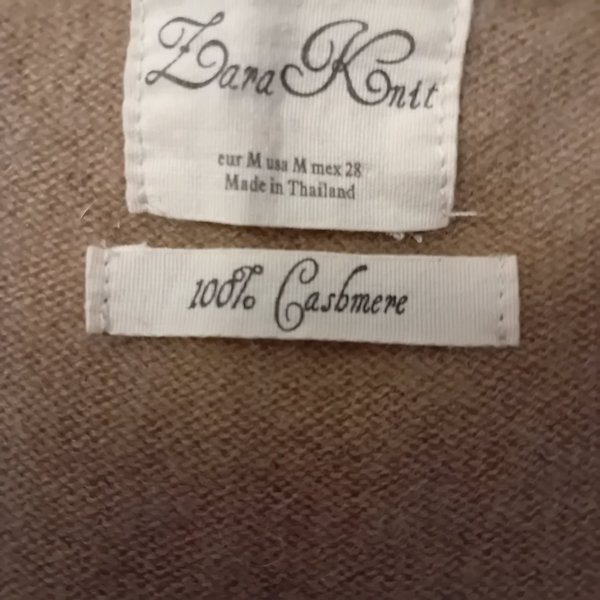 Zara Knit
eur M usa M mex 28
Made in Thailand
100% Cashmere